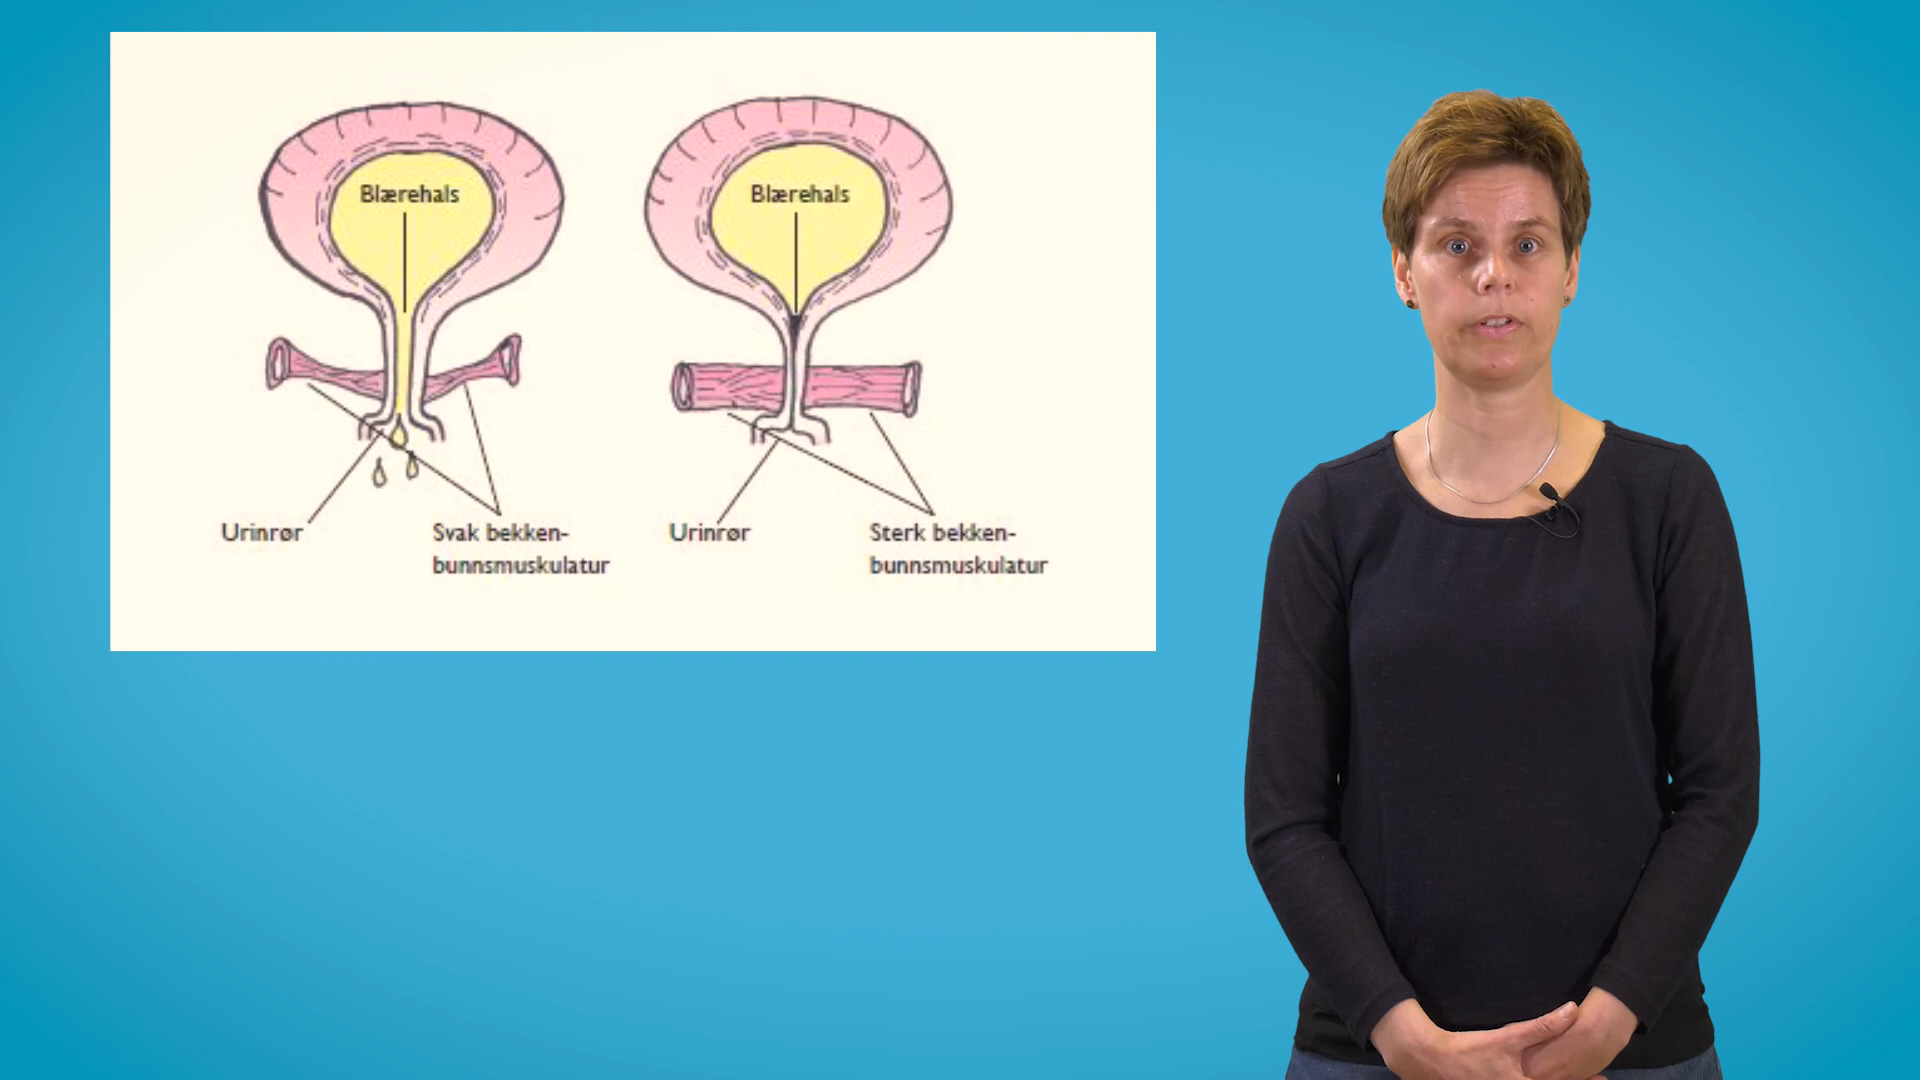 Blærehals
Blærehals
Urinrør
Svak bekken-
bunnsmuskulatur
Urinrør
Sterk bekken-
bunnsmuskulatur